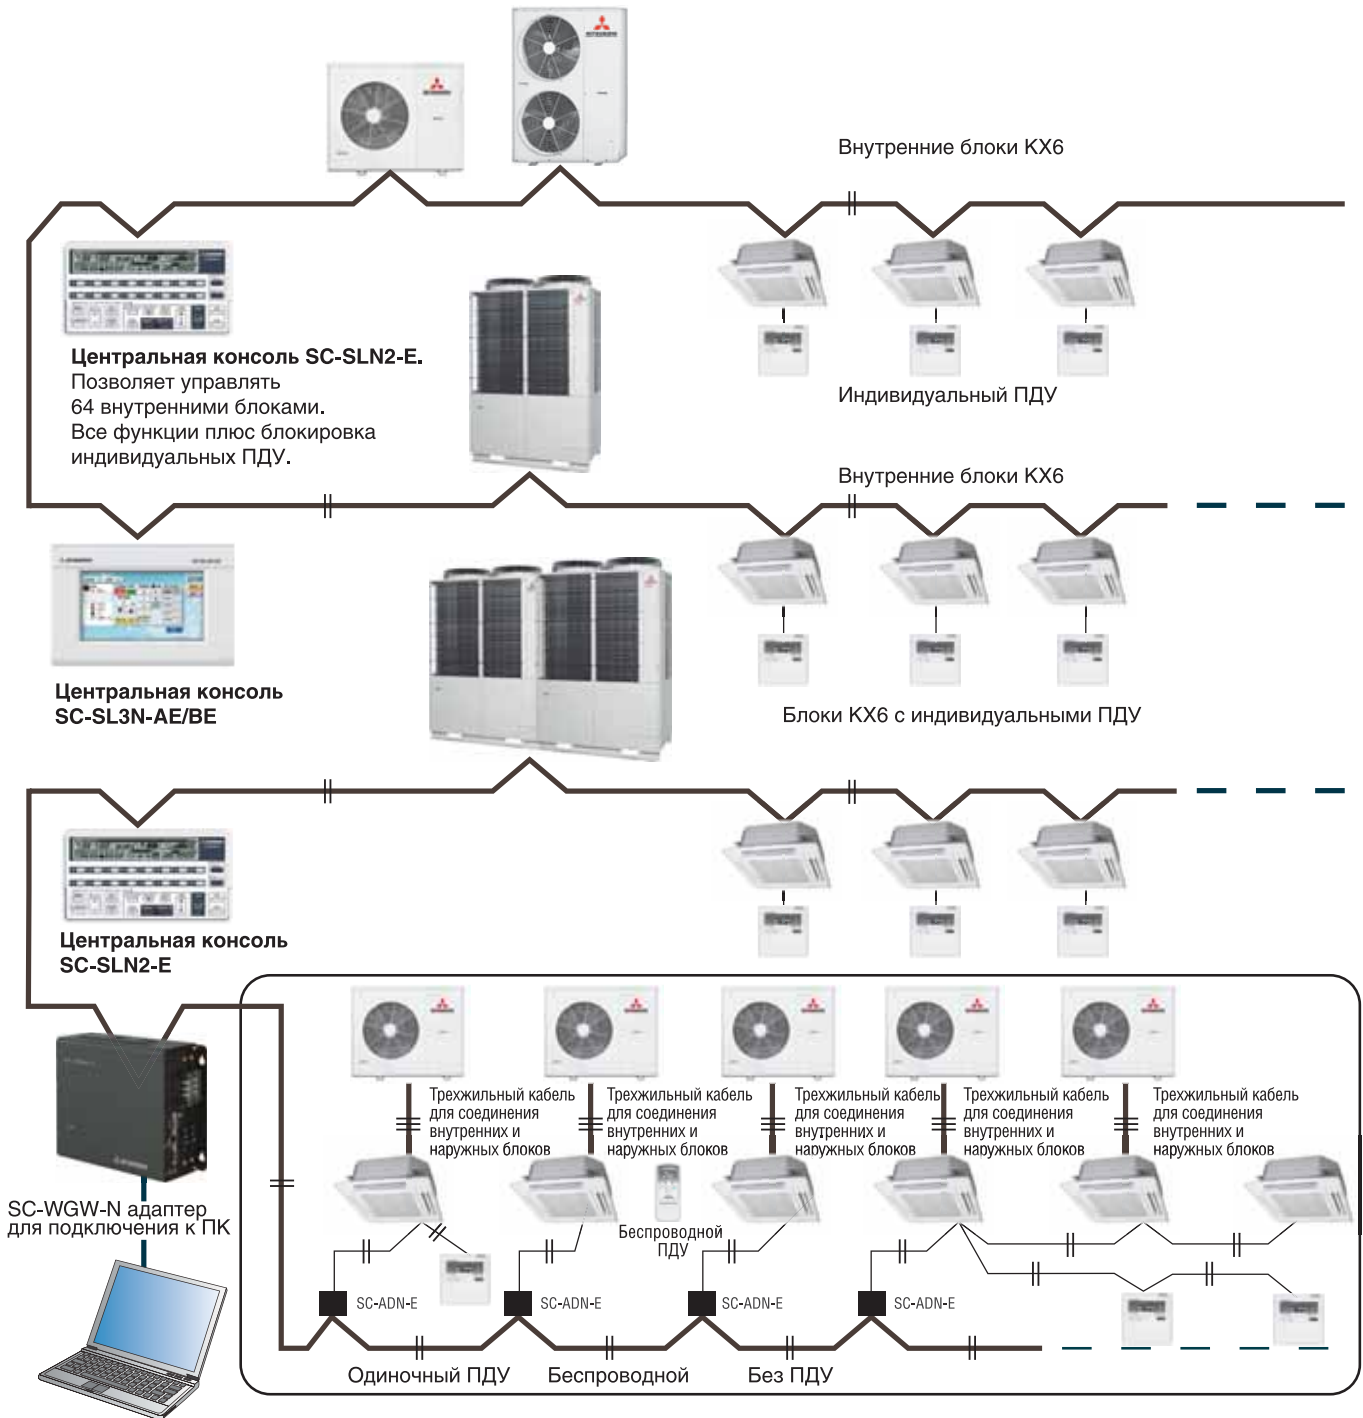 Внутренние блоки KX6
Центральная консоль SC-SLN2-E.
Позволяет управлять
64 внутренними блоками.
Все функции плюс блокировка
индивидуальных ПДУ.
Индивидуальный ПДУ
Внутренние блоки KX6
Центральная консоль
SC-SL3N-AE/BE
Блоки KX6 с индивидуальными ПДУ
Центральная консоль
SC-SLN2-E
Трехжильный кабель
для соединения
внутренних и
наружных блоков
Трехжильный кабель
для соединения
внутренних и
наружных блоков
Трехжильный кабель
для соединения
внутренних и
наружных блоков
Трехжильный кабель
для соединения
внутренних и
наружных блоков
Трехжильный кабель
для соединения
внутренних и
наружных блоков
SC-WGW-N адаптер
для подключения к ПК
Беспроводной
ПДУ
SC-ADN-E
SC-ADN-E
SC-ADN-E
SC-ADN-E
Одиночный ПДУ
Беспроводной
Без ПДУ